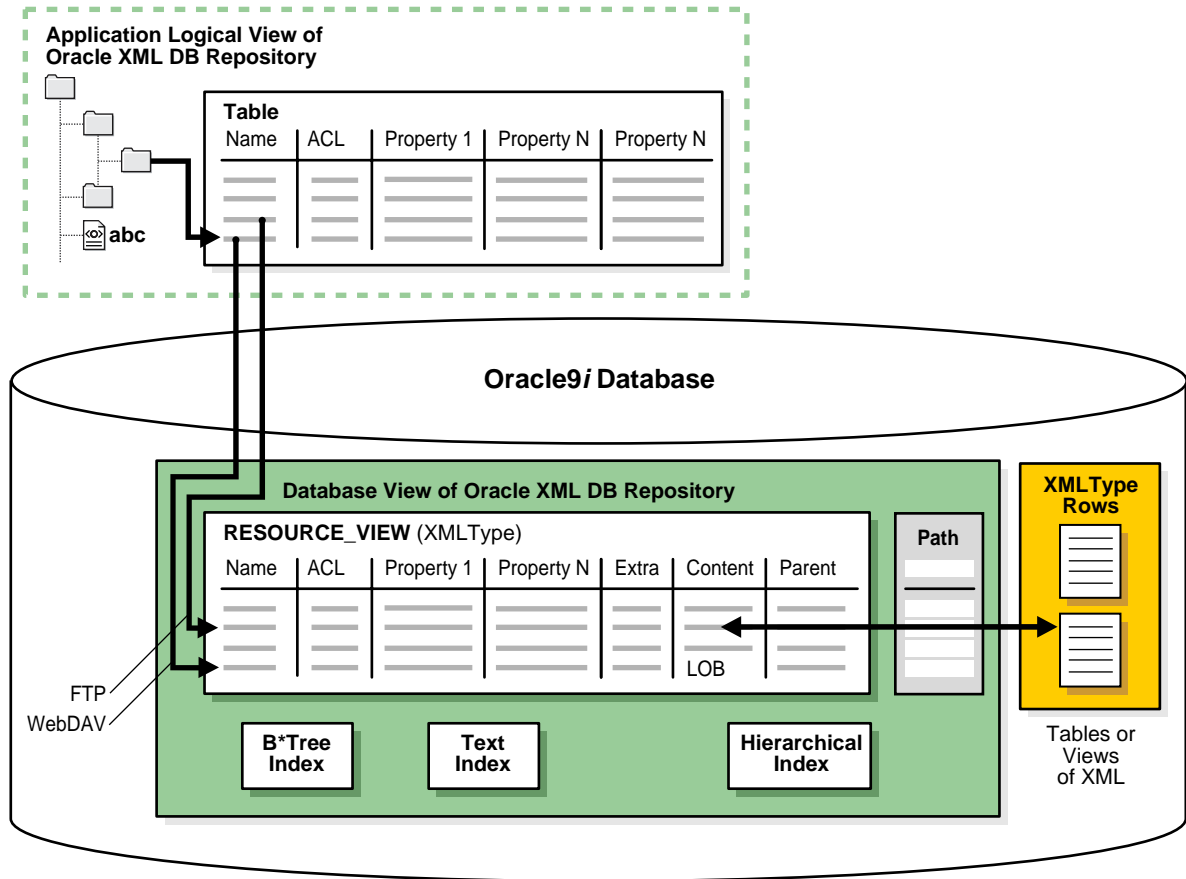 Application Logical View of
Oracle XML DB Repository
Table
Name ACL Property 1 Property N Property N
abc
Oracle9i Database
Database View of Oracle XML DB Repository
RESOURCE_VIEW (XMLType)
Name ACL Property 1 Property N Extra Content Parent
LOB
Path
XMLType
Rows
FTP
WebDAV
B*Tree
Index
Text
Index
Hierarchical
Index
Tables or
Views
of XML